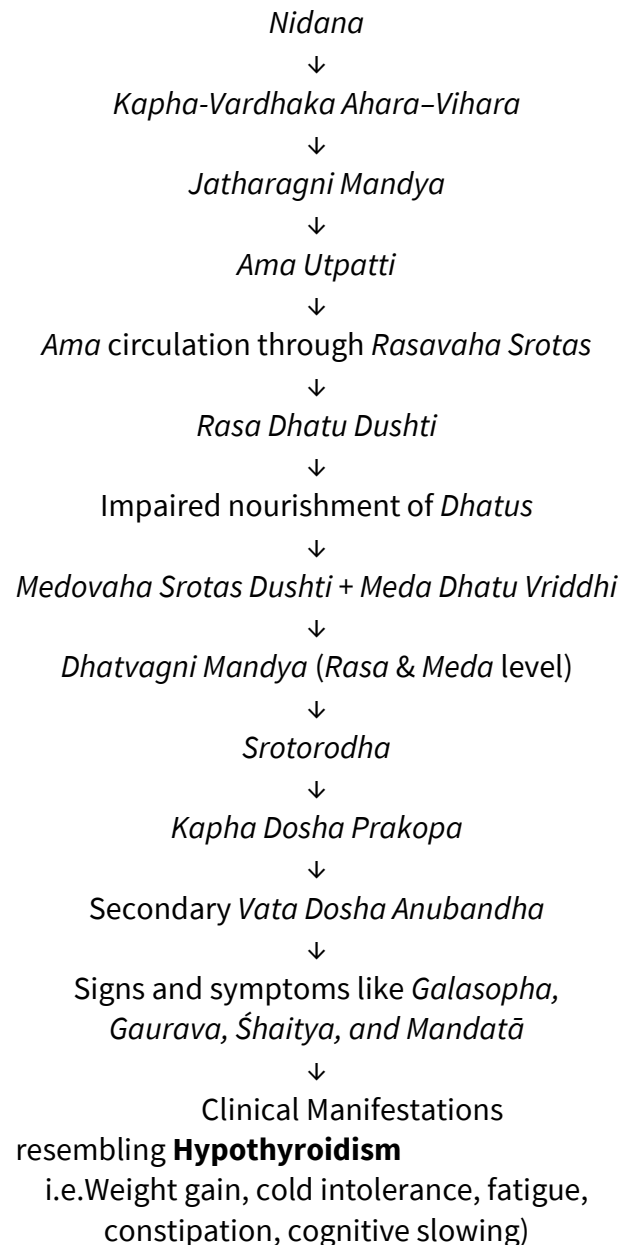 Nidana
↓
Kapha-Vardhaka Ahara–Vihara
↓
Jatharagni Mandya
↓
Ama Utpatti
↓
Ama circulation through Rasavaha Srotas
↓
Rasa Dhatu Dushti
↓
Impaired nourishment of Dhatus
↓
Medovaha Srotas Dushti + Meda Dhatu Vriddhi
↓
Dhatvagni Mandya (Rasa & Meda level)
↓
Srotorodha
↓
Kapha Dosha Prakopa
↓
Secondary Vata Dosha Anubandha
↓
Signs and symptoms like Galasopha,
Gaurava, Śhaitya, and Mandatā
↓
Clinical Manifestations
resembling Hypothyroidism
i.e.Weight gain, cold intolerance, fatigue,
constipation, cognitive slowing)